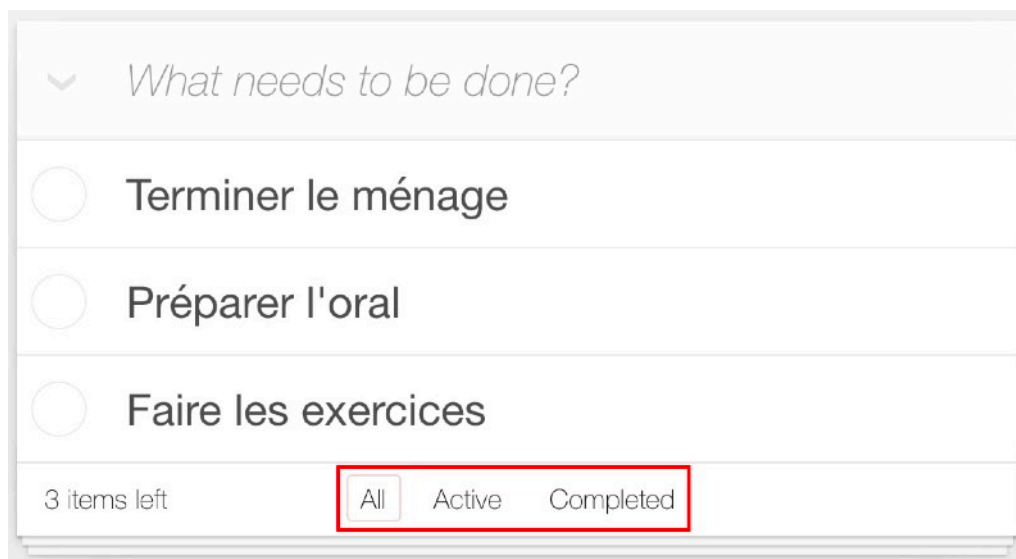 What needs to be done?
Terminer le ménage
Préparer l'oral
Faire les exercices
3 items left All Active Completed